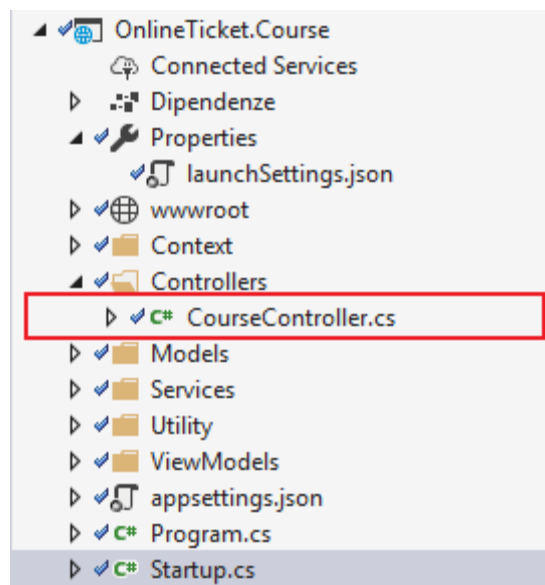 OnlineTicket.Course
Connected Services
Dipendenze
Properties
launchSettings.json
wwwroot
Context
Controllers
C# CourseController.cs
Models
Services
Utility
ViewModels
appsettings.json
C# Program.cs
C# Startup.cs